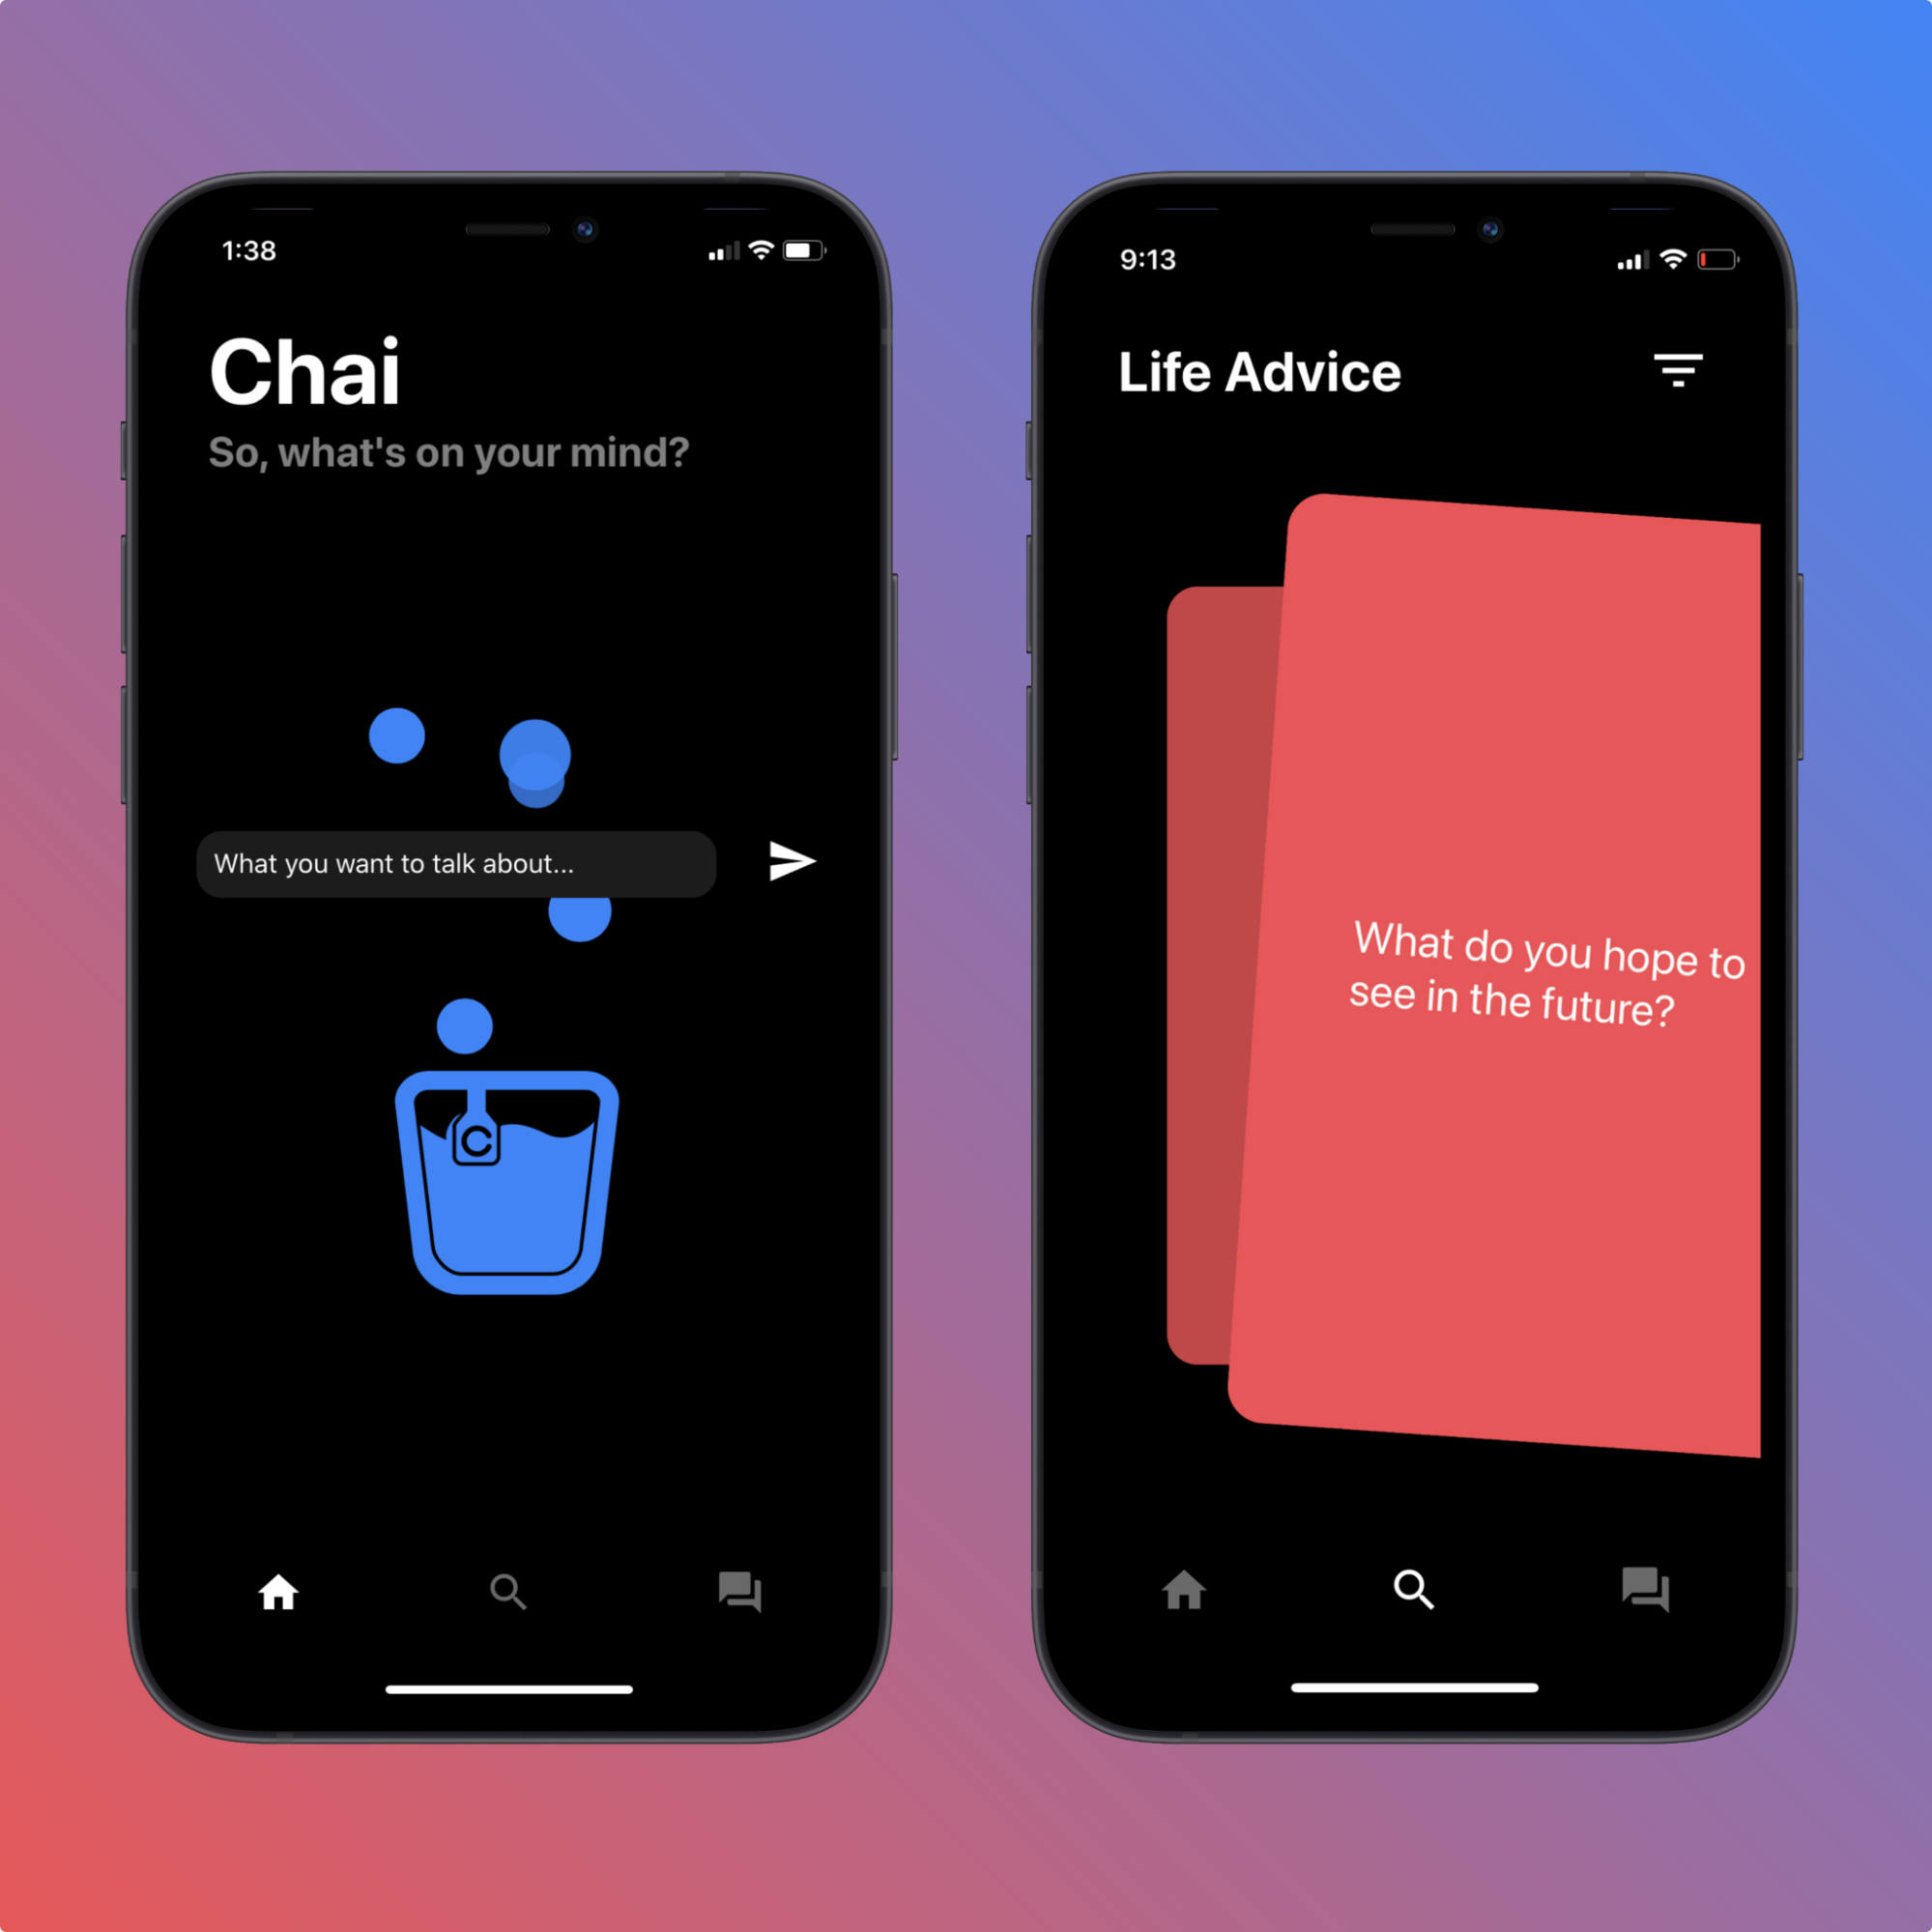 1:38
Chai
So, what's on your mind?
What you want to talk about...
C
9:13
Life Advice
What do you hope to
see in the future?